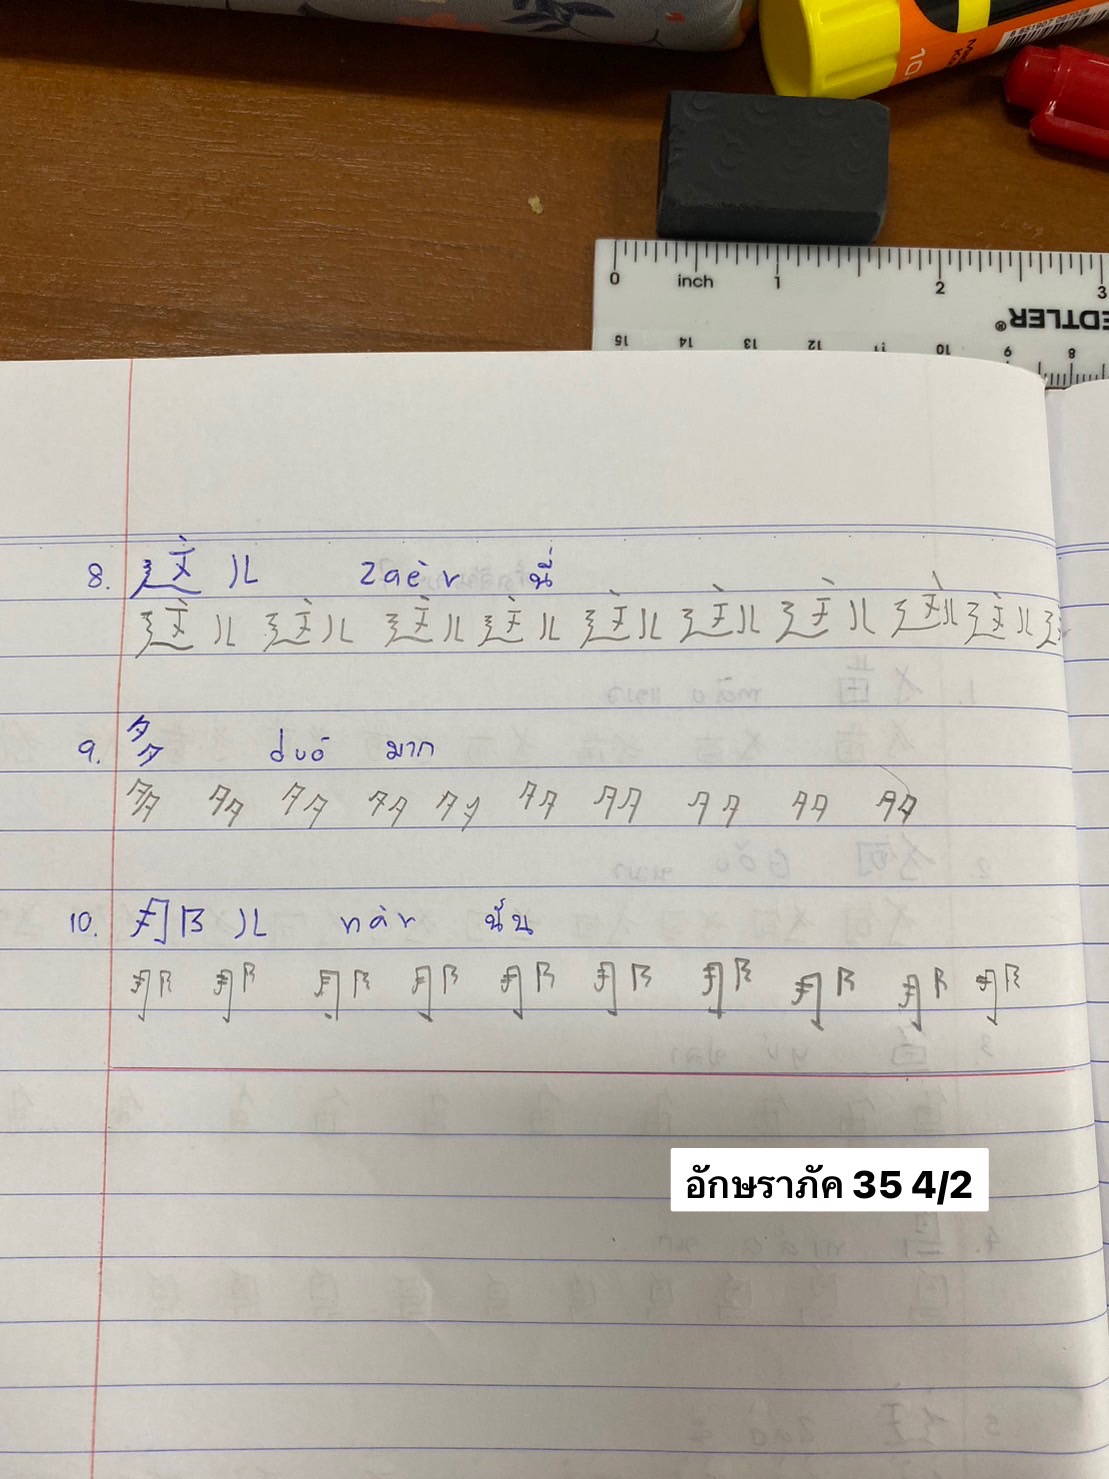 10
0 inch 1 2 3
STAEDTLER®
15 14 13 12 11 10 9 8
8. 这儿 zaèr นี่
这儿 这儿 这儿 这儿 这儿 这儿 这儿 这儿 这儿
9. 多 duō มาก
多 多 多 多 多 多 多 多 多 多
10. 那儿 nàr นั่น
那 那 那 那 那 那 那 那 那 那
อักษราภัค 35 4/2